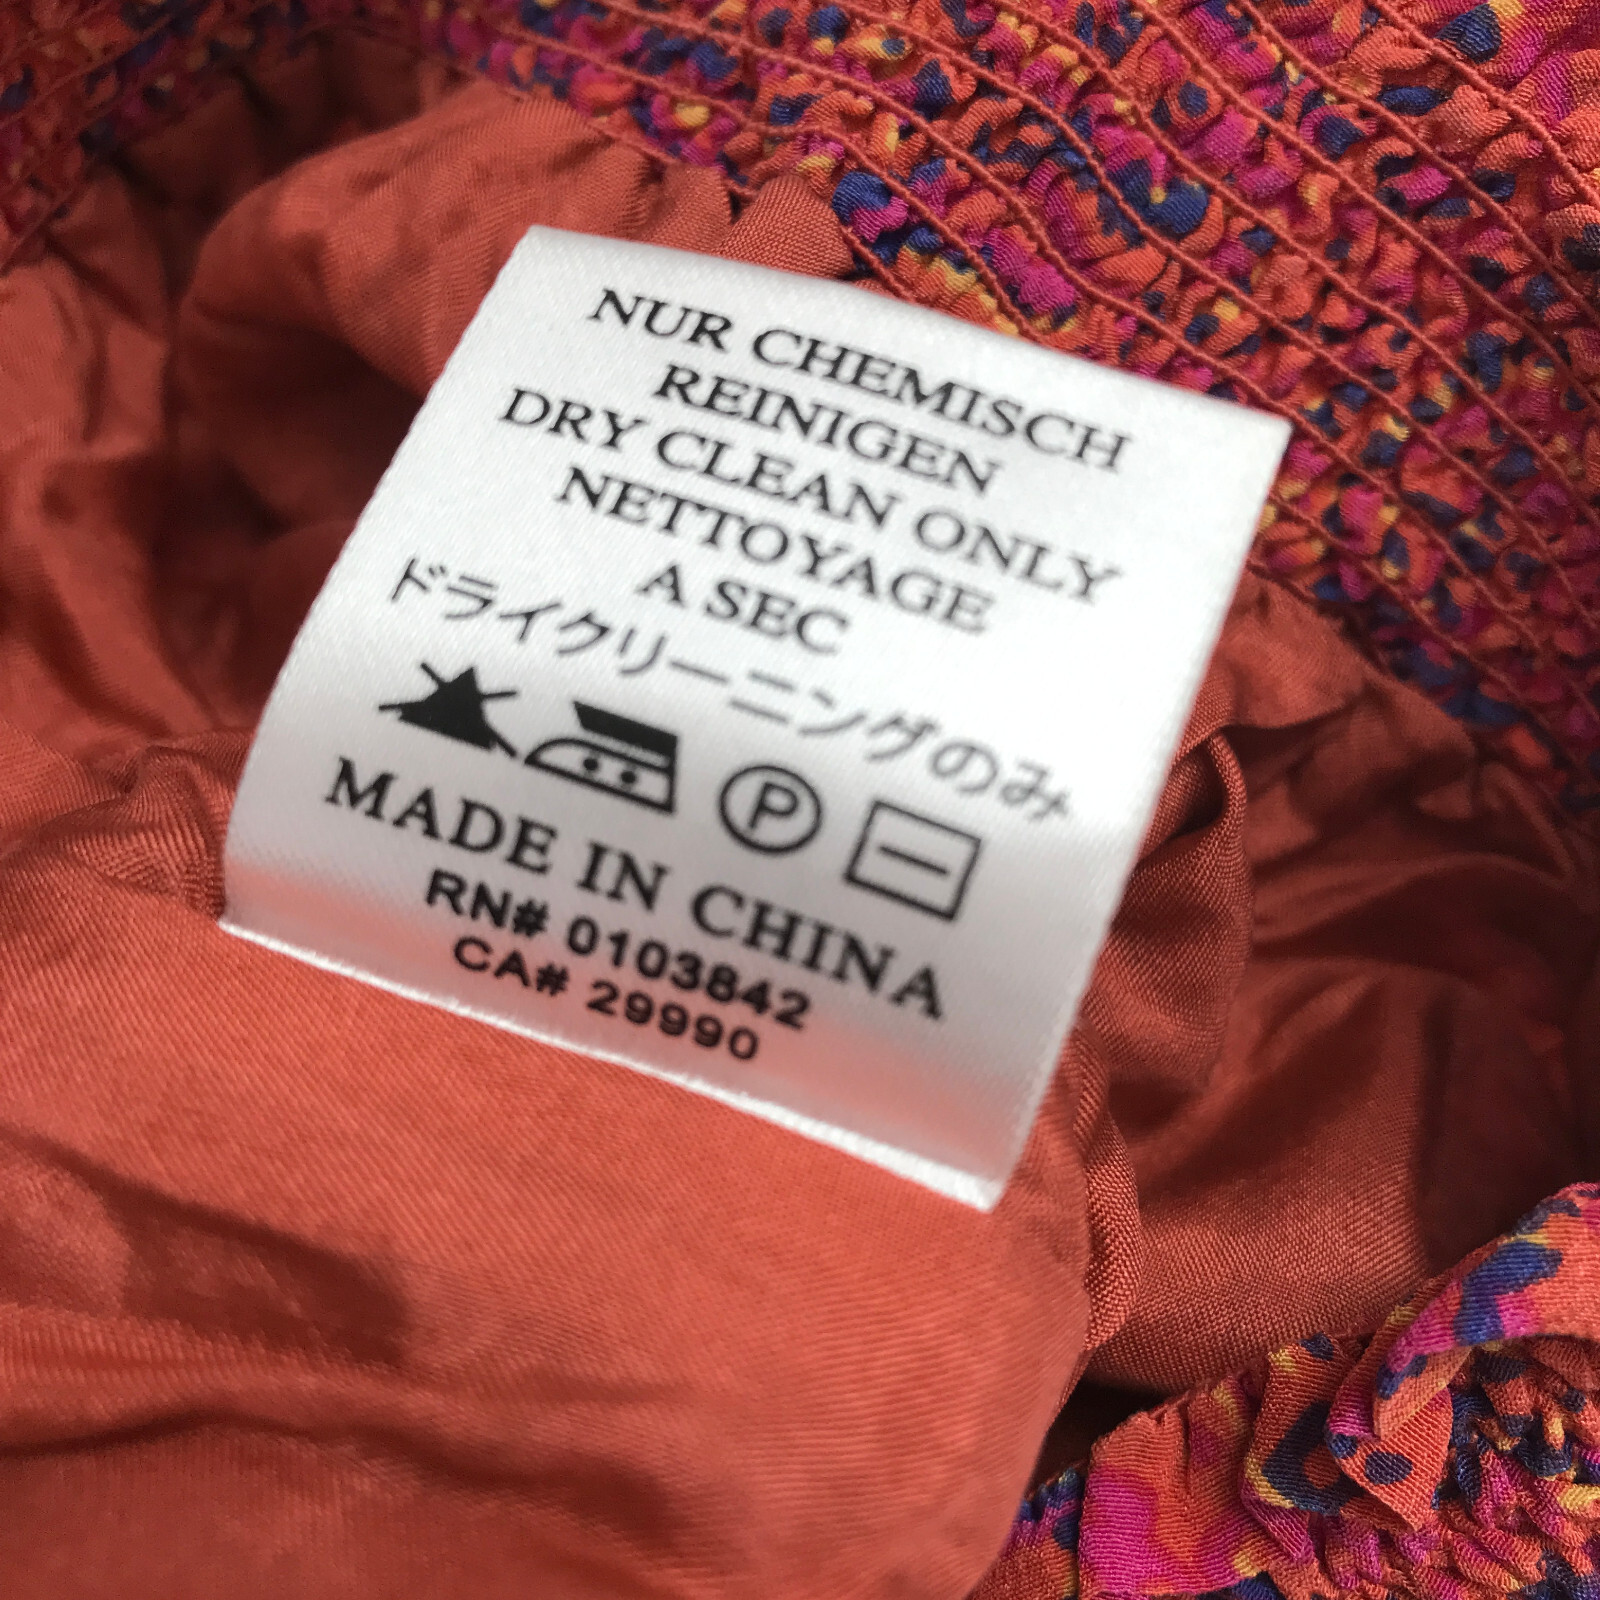 NUR CHEMISCH
REINIGEN
DRY CLEAN ONLY
NETTOYAGE
A SEC
ドライクリーニングのみ
P
MADE IN CHINA
RN# 0103842
CA# 29990